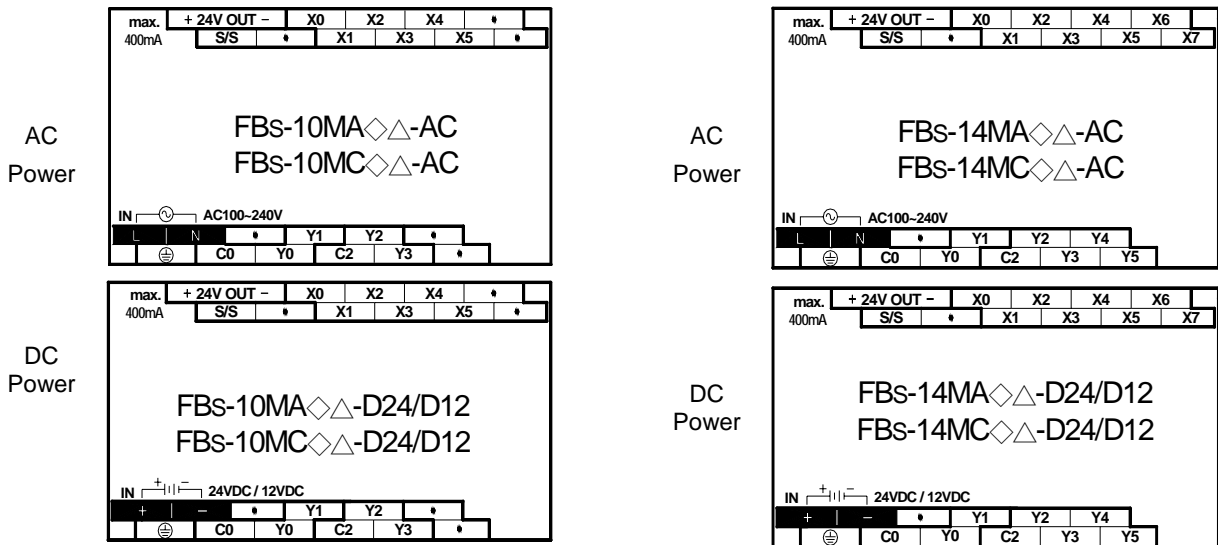 max. + 24V OUT − X0 X2 X4 •
400mA S/S • X1 X3 X5 •
AC
Power
FBs-10MA◇△-AC
FBs-10MC◇△-AC
IN AC100~240V
L N • Y1 Y2 •
C0 Y0 C2 Y3 •
max. + 24V OUT − X0 X2 X4 X6
400mA S/S • X1 X3 X5 X7
AC
Power
FBs-14MA◇△-AC
FBs-14MC◇△-AC
IN AC100~240V
L N • Y1 Y2 Y4
C0 Y0 C2 Y3 Y5
max. + 24V OUT − X0 X2 X4 •
400mA S/S • X1 X3 X5 •
DC
Power
FBs-10MA◇△-D24/D12
FBs-10MC◇△-D24/D12
IN + − 24VDC / 12VDC
+ − • Y1 Y2 •
C0 Y0 C2 Y3 •
max. + 24V OUT − X0 X2 X4 X6
400mA S/S • X1 X3 X5 X7
DC
Power
FBs-14MA◇△-D24/D12
FBs-14MC◇△-D24/D12
IN + − 24VDC / 12VDC
+ − • Y1 Y2 Y4
C0 Y0 C2 Y3 Y5